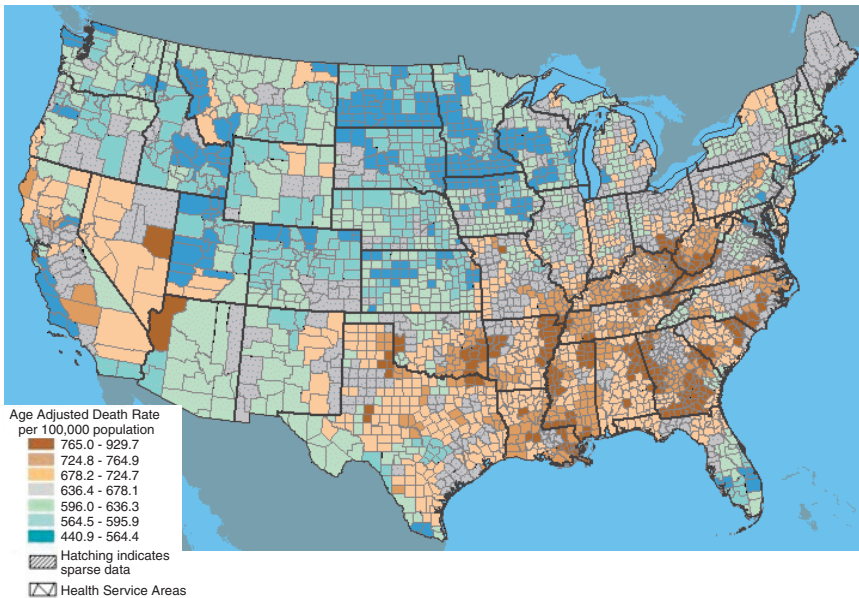 Age Adjusted Death Rate
per 100,000 population
765.0 - 929.7
724.8 - 764.9
678.2 - 724.7
636.4 - 678.1
596.0 - 636.3
564.5 - 595.9
440.9 - 564.4
Hatching indicates
sparse data
Health Service Areas